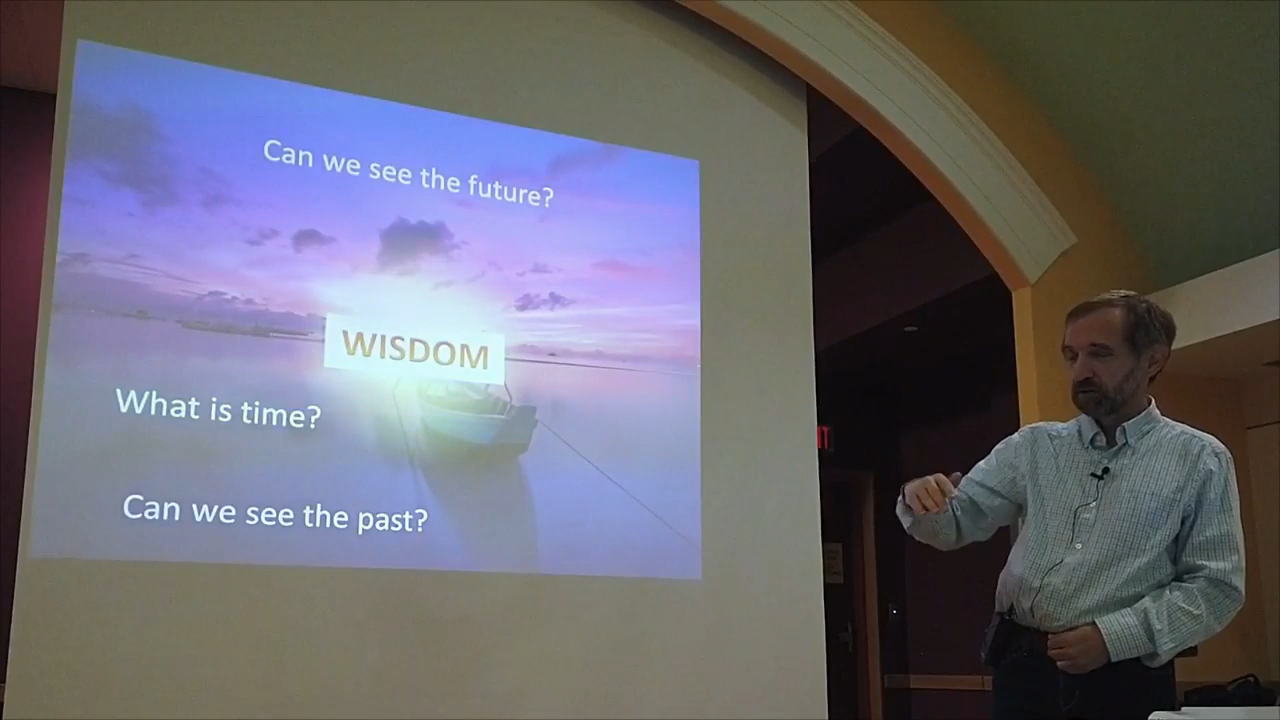 Can we see the future?
WISDOM
What is time?
Can we see the past?